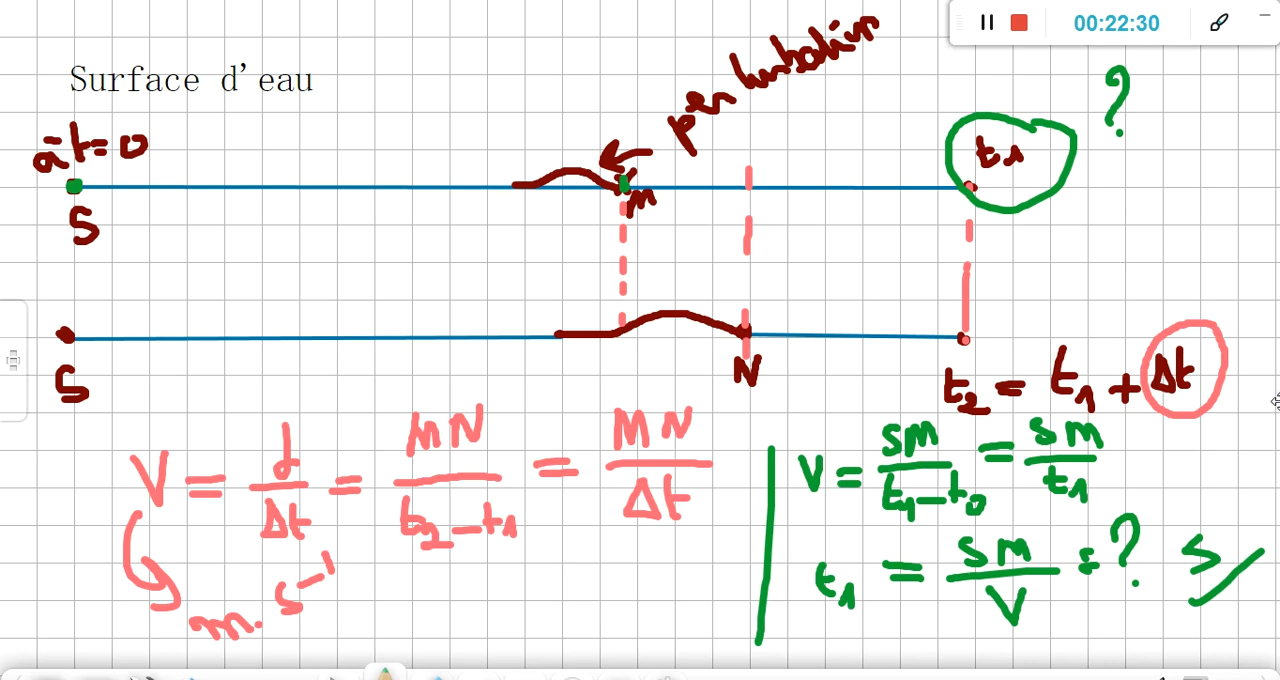 00:22:30
perturbation
?
Surface d'eau
à t=0
t1
S
M
S
N
t2 = t1 + Δt
V = d/Δt = MN/(t2-t1) = MN/Δt
m.s-1
V = SM/(t1-t0) = SM/t1
t1 = SM/V = ? s